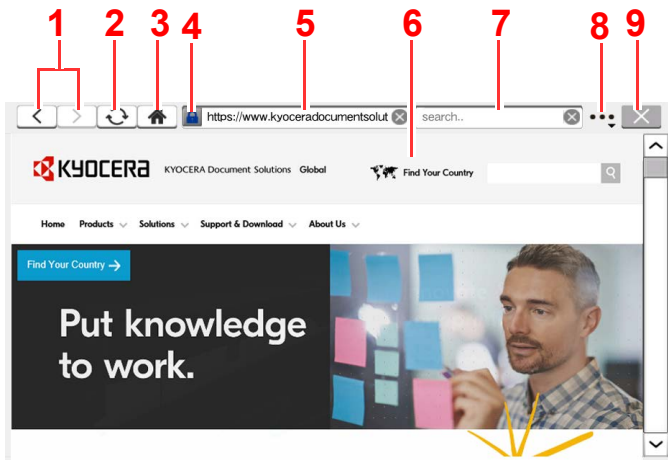 1 2 3 4 5 6 7 8 9
https://www.kyoceradocumentsolut search..
KYOCERA KYOCERA Document Solutions Global Find Your Country
Home Products Solutions Support & Download About Us
Find Your Country →
Put knowledge
to work.